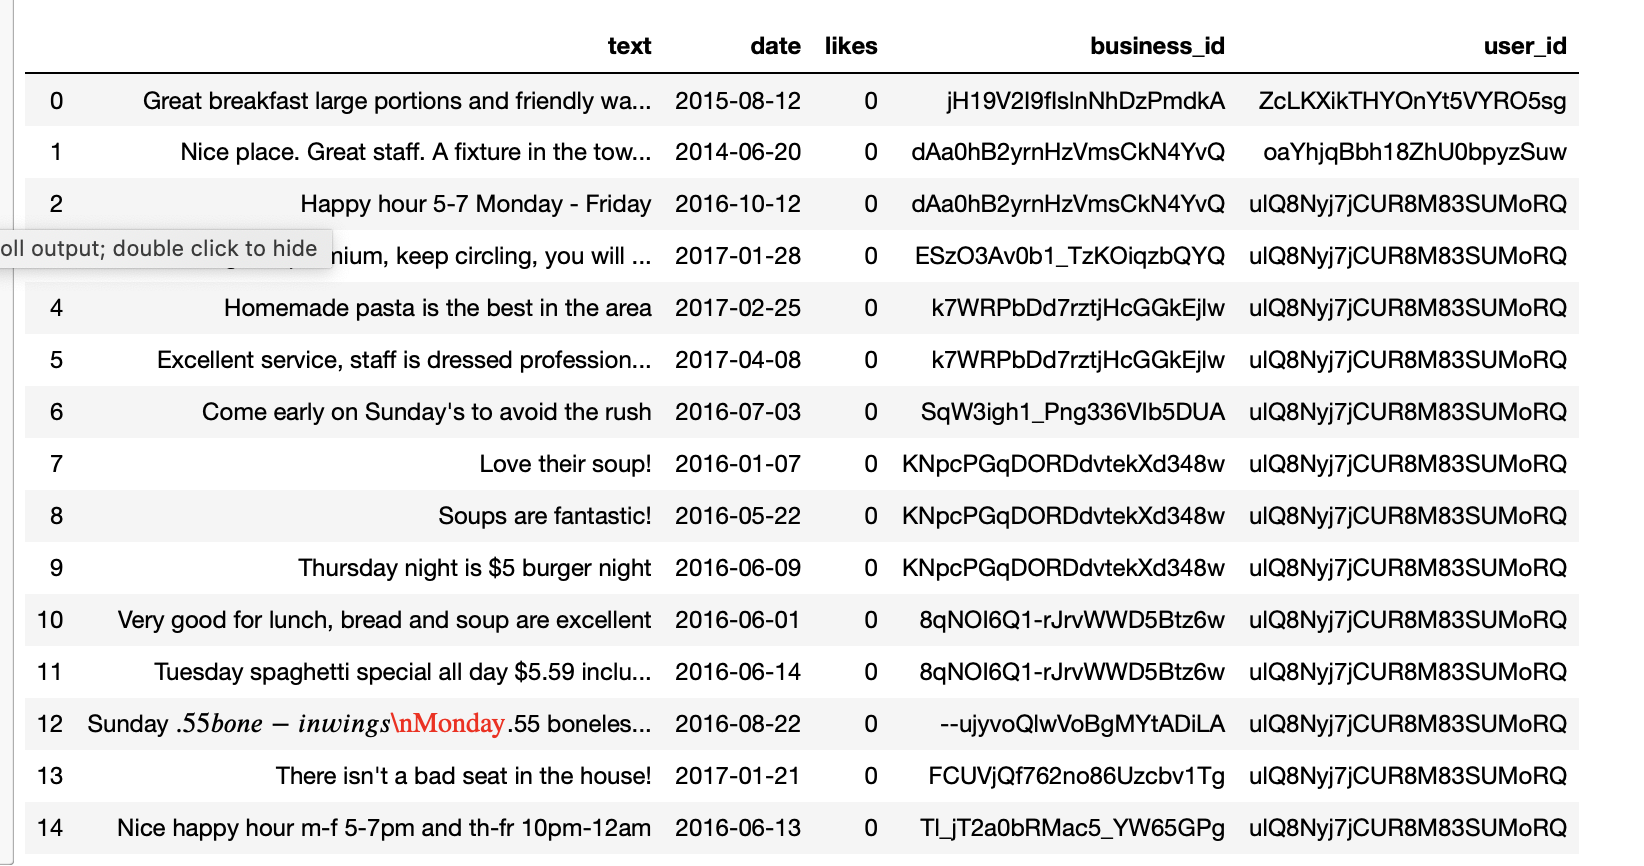 text date likes business_id user_id
0 Great breakfast large portions and friendly wa... 2015-08-12 0 jH19V2I9fIslnNhDzPmdkA ZcLKXikTHYOnYt5VYRO5sg
1 Nice place. Great staff. A fixture in the tow... 2014-06-20 0 dAa0hB2yrnHzVmsCkN4YvQ oaYhjqBbh18ZhU0bpyzSuw
2 Happy hour 5-7 Monday - Friday 2016-10-12 0 dAa0hB2yrnHzVmsCkN4YvQ ulQ8Nyj7jCUR8M83SUMoRQ
oll output; double click to hide
keep circling, you will ... 2017-01-28 0 ESzO3Av0b1_TzKOiqzbQYQ ulQ8Nyj7jCUR8M83SUMoRQ
4 Homemade pasta is the best in the area 2017-02-25 0 k7WRPbDd7rztjHcGGkEjlw ulQ8Nyj7jCUR8M83SUMoRQ
5 Excellent service, staff is dressed profession... 2017-04-08 0 k7WRPbDd7rztjHcGGkEjlw ulQ8Nyj7jCUR8M83SUMoRQ
6 Come early on Sunday's to avoid the rush 2016-07-03 0 SqW3igh1_Png336VIb5DUA ulQ8Nyj7jCUR8M83SUMoRQ
7 Love their soup! 2016-01-07 0 KNpcPGqDORDdvtekXd348w ulQ8Nyj7jCUR8M83SUMoRQ
8 Soups are fantastic! 2016-05-22 0 KNpcPGqDORDdvtekXd348w ulQ8Nyj7jCUR8M83SUMoRQ
9 Thursday night is $5 burger night 2016-06-09 0 KNpcPGqDORDdvtekXd348w ulQ8Nyj7jCUR8M83SUMoRQ
10 Very good for lunch, bread and soup are excellent 2016-06-01 0 8qNOI6Q1-rJrvWWD5Btz6w ulQ8Nyj7jCUR8M83SUMoRQ
11 Tuesday spaghetti special all day $5.59 inclu... 2016-06-14 0 8qNOI6Q1-rJrvWWD5Btz6w ulQ8Nyj7jCUR8M83SUMoRQ
12 Sunday .55bone − inwings\nMonday.55 boneles... 2016-08-22 0 --ujyvoQlwVoBgMYtADiLA ulQ8Nyj7jCUR8M83SUMoRQ
13 There isn't a bad seat in the house! 2017-01-21 0 FCUVjQf762no86Uzcbv1Tg ulQ8Nyj7jCUR8M83SUMoRQ
14 Nice happy hour m-f 5-7pm and th-fr 10pm-12am 2016-06-13 0 Tl_jT2a0bRMac5_YW65GPg ulQ8Nyj7jCUR8M83SUMoRQ